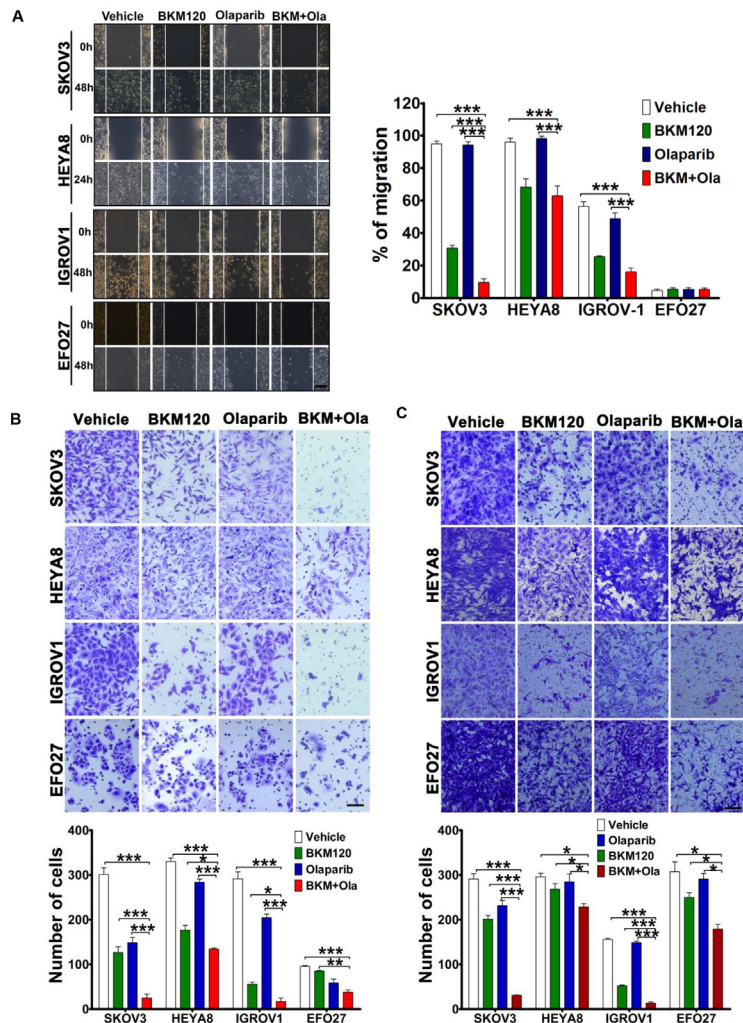 A
Vehicle BKM120 Olaparib BKM+Ola
SKOV3
0h
48h
HEYA8
0h
24h
IGROV1
0h
48h
EFO27
0h
48h
% of migration
120
100
80
60
40
20
0
*** *** ***
*** ***
*** ***
Vehicle
BKM120
Olaparib
BKM+Ola
SKOV3 HEYA8 IGROV-1 EFO27
B
Vehicle BKM120 Olaparib BKM+Ola
SKOV3
HEYA8
IGROV1
EFO27
Number of cells
400
300
200
100
0
*** *** ***
*** * ***
*** * ***
*** **
Vehicle
BKM120
Olaparib
BKM+Ola
SKOV3 HEYA8 IGROV1 EFO27
C
Vehicle BKM120 Olaparib BKM+Ola
SKOV3
HEYA8
IGROV1
EFO27
Number of cells
400
300
200
100
0
*** *** ***
* * *
*** *** ***
* * *
Vehicle
Olaparib
BKM120
BKM+Ola
SKOV3 HEYA8 IGROV1 EFO27